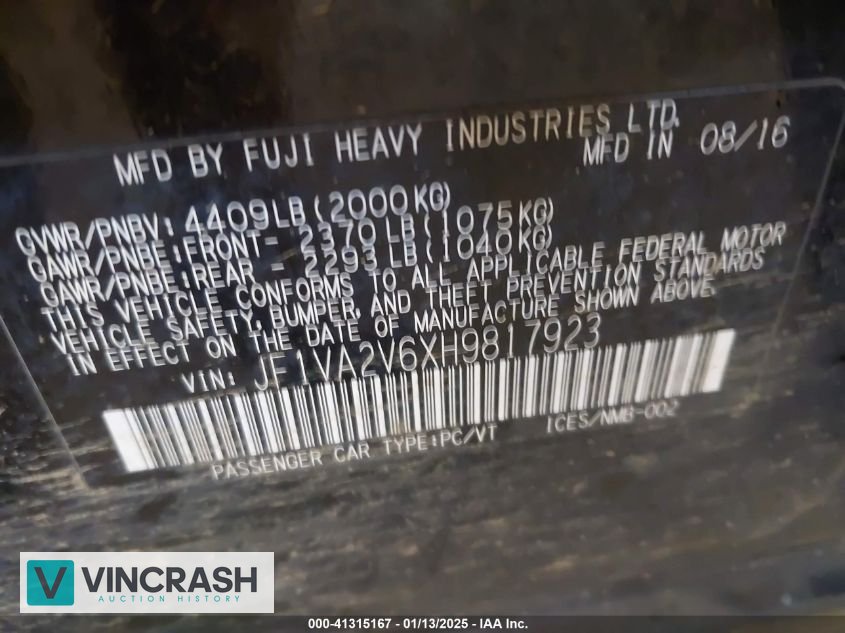 MFD BY FUJI HEAVY INDUSTRIES LTD.
MFD IN 08/16
GVWR/PNBV: 4409LB(2000KG)
GAWR/PNBE:FRONT- 2370LB(1075KG)
GAWR/PNBE:REAR - 2293LB(1040KG)
THIS VEHICLE CONFORMS TO ALL APPLICABLE FEDERAL MOTOR
VEHICLE SAFETY, BUMPER, AND THEFT PREVENTION STANDARDS
IN EFFECT ON THE DATE OF MANUFACTURE SHOWN ABOVE.
VIN: JF1VA2V6XH9817923
PASSENGER CAR TYPE:PC/VT ICES/NMB-002
V VINCRASH
AUCTION HISTORY
000-41315167 - 01/13/2025 - IAA Inc.